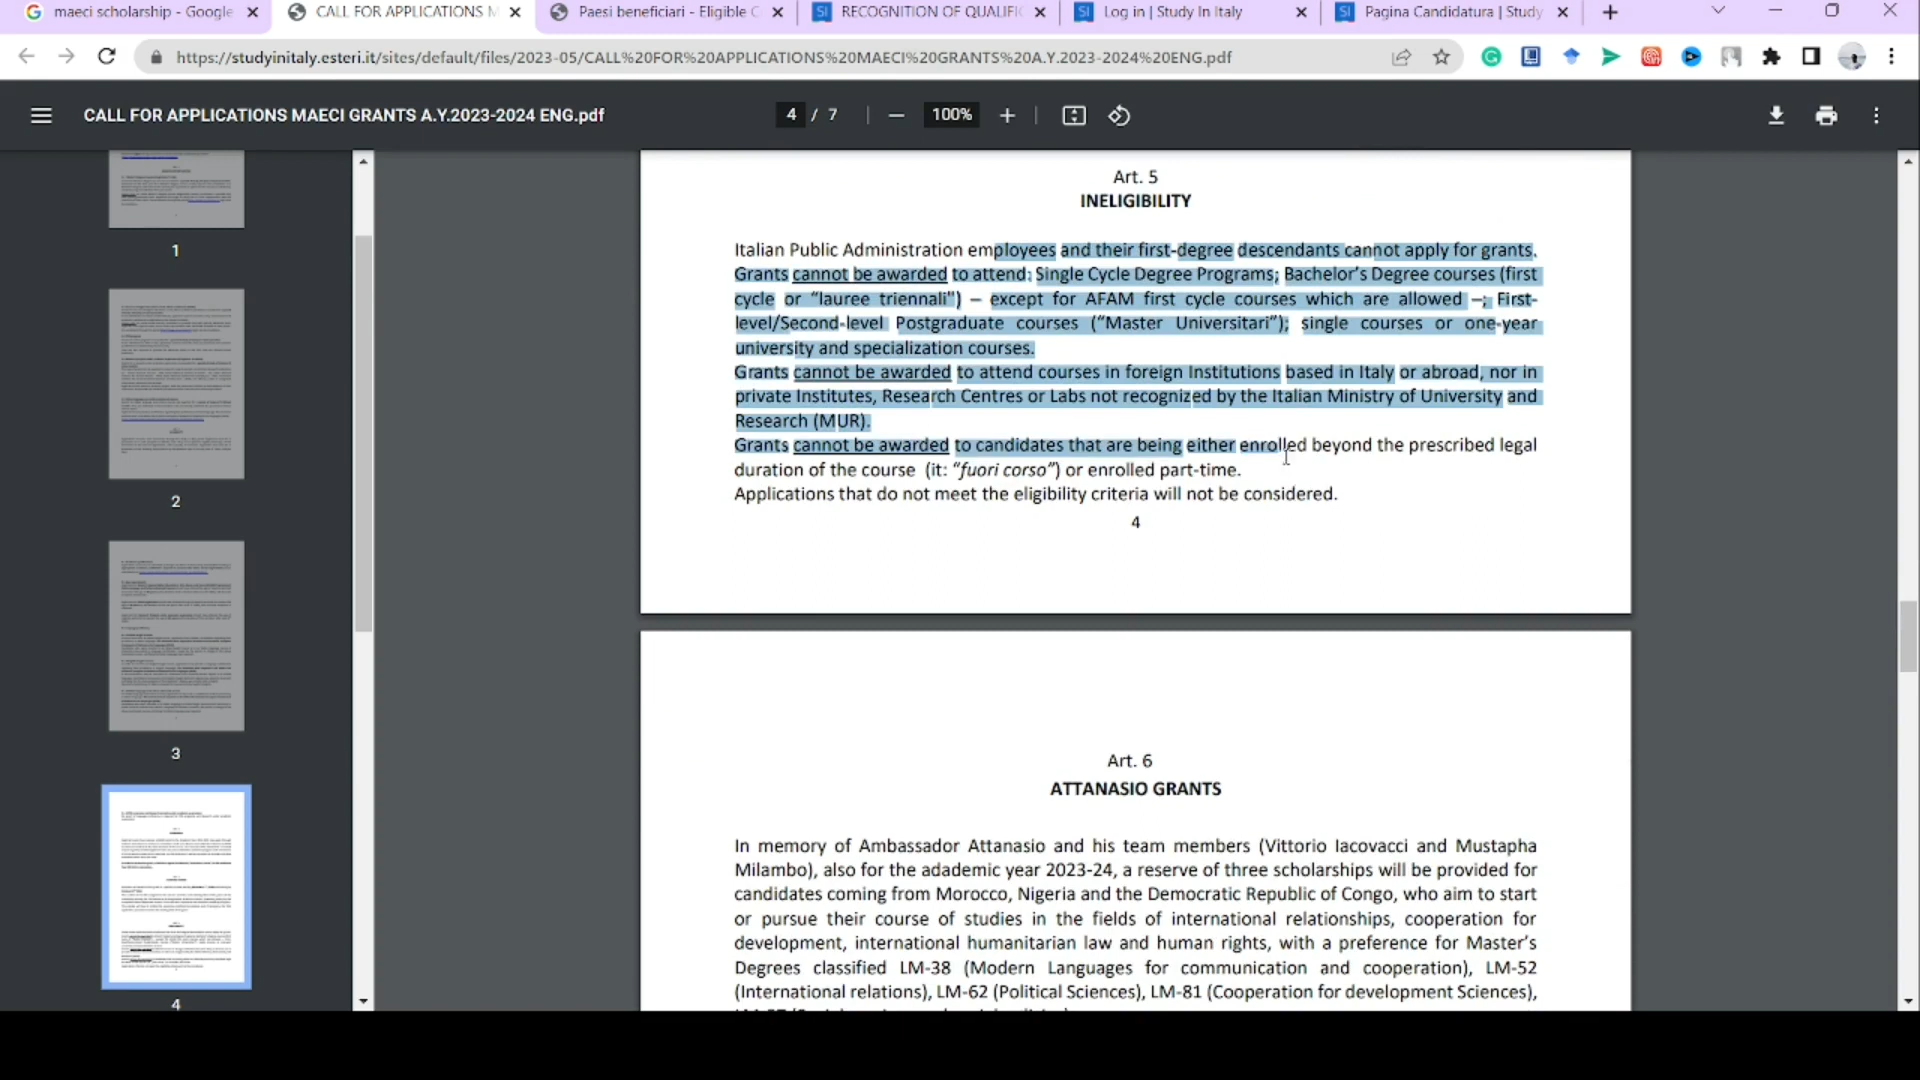 maeci scholarship - Google
CALL FOR APPLICATIONS M
Paesi beneficiari - Eligible C
RECOGNITION OF QUALIFIC
Log in | Study In Italy
Pagina Candidatura | Study
https://studyinitaly.esteri.it/sites/default/files/2023-05/CALL%20FOR%20APPLICATIONS%20MAECI%20GRANTS%20A.Y.2023-2024%20ENG.pdf
CALL FOR APPLICATIONS MAECI GRANTS A.Y.2023-2024 ENG.pdf
4 / 7
100%
1
2
3
4
Art. 5
INELIGIBILITY
Italian Public Administration employees and their first-degree descendants cannot apply for grants.
Grants cannot be awarded to attend: Single Cycle Degree Programs; Bachelor's Degree courses (first
cycle or "lauree triennali") – except for AFAM first cycle courses which are allowed –; First-
level/Second-level Postgraduate courses ("Master Universitari"); single courses or one-year
university and specialization courses.
Grants cannot be awarded to attend courses in foreign Institutions based in Italy or abroad, nor in
private Institutes, Research Centres or Labs not recognized by the Italian Ministry of University and
Research (MUR).
Grants cannot be awarded to candidates that are being either enrolled beyond the prescribed legal
duration of the course (it: "fuori corso") or enrolled part-time.
Applications that do not meet the eligibility criteria will not be considered.
4
Art. 6
ATTANASIO GRANTS
In memory of Ambassador Attanasio and his team members (Vittorio Iacovacci and Mustapha
Milambo), also for the adademic year 2023-24, a reserve of three scholarships will be provided for
candidates coming from Morocco, Nigeria and the Democratic Republic of Congo, who aim to start
or pursue their course of studies in the fields of international relationships, cooperation for
development, international humanitarian law and human rights, with a preference for Master's
Degrees classified LM-38 (Modern Languages for communication and cooperation), LM-52
(International relations), LM-62 (Political Sciences), LM-81 (Cooperation for development Sciences),